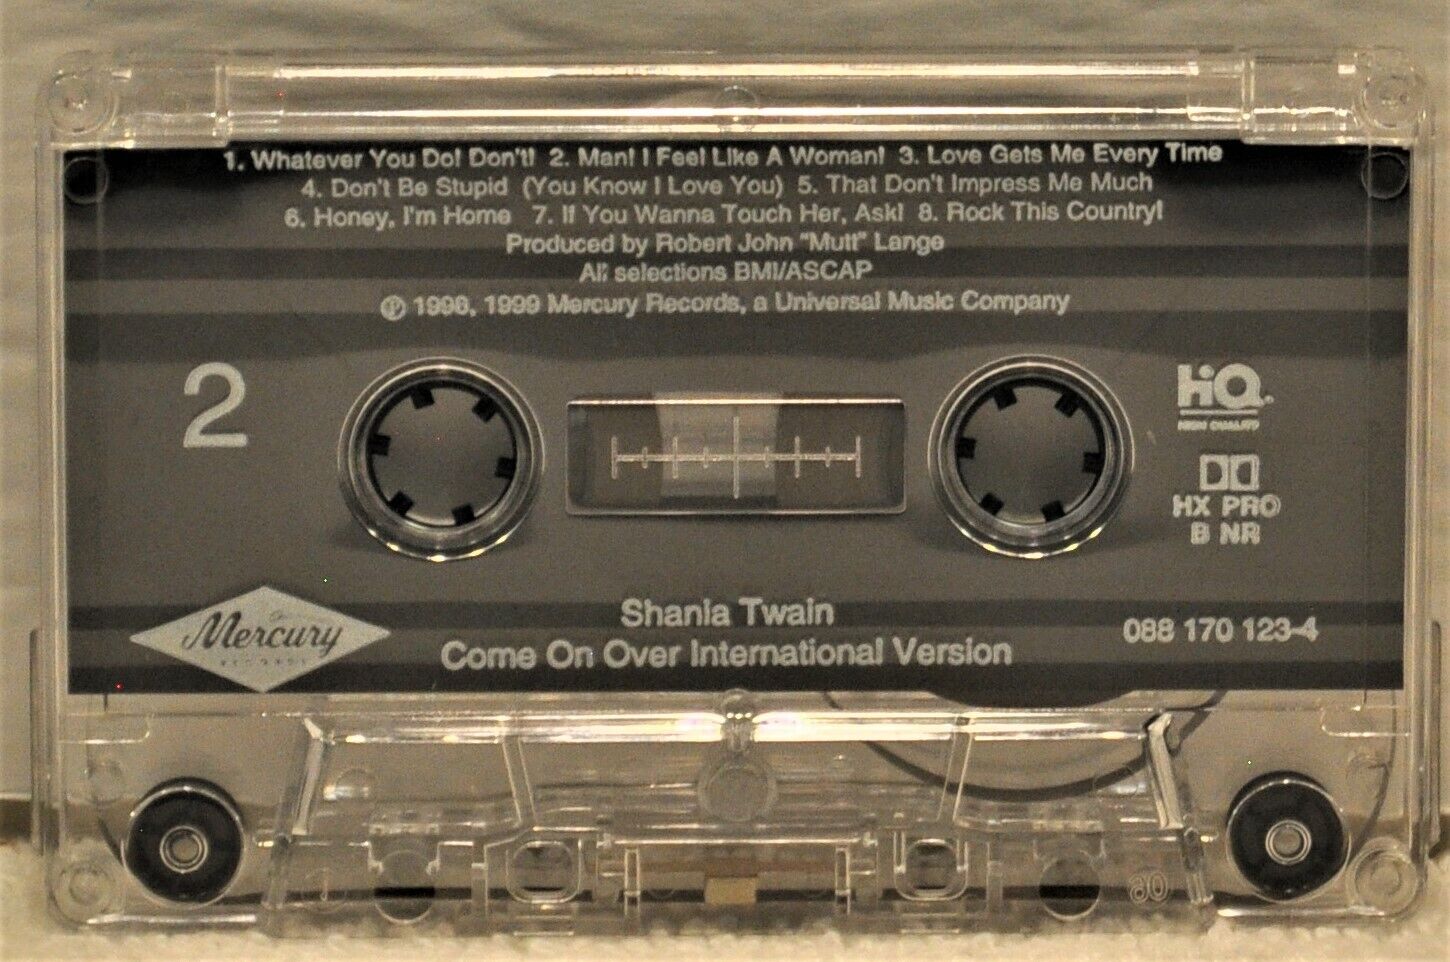 1. Whatever You Do! Don't! 2. Man! I Feel Like A Woman! 3. Love Gets Me Every Time
4. Don't Be Stupid (You Know I Love You) 5. That Don't Impress Me Much
6. Honey, I'm Home 7. If You Wanna Touch Her, Ask! 8. Rock This Country!
Produced by Robert John "Mutt" Lange
All selections BMI/ASCAP
℗ 1998, 1999 Mercury Records, a Universal Music Company
2
HiQ®
HIGH QUALITY
HX PRO
B NR
Mercury
RECORDS
Shania Twain
Come On Over International Version
088 170 123-4